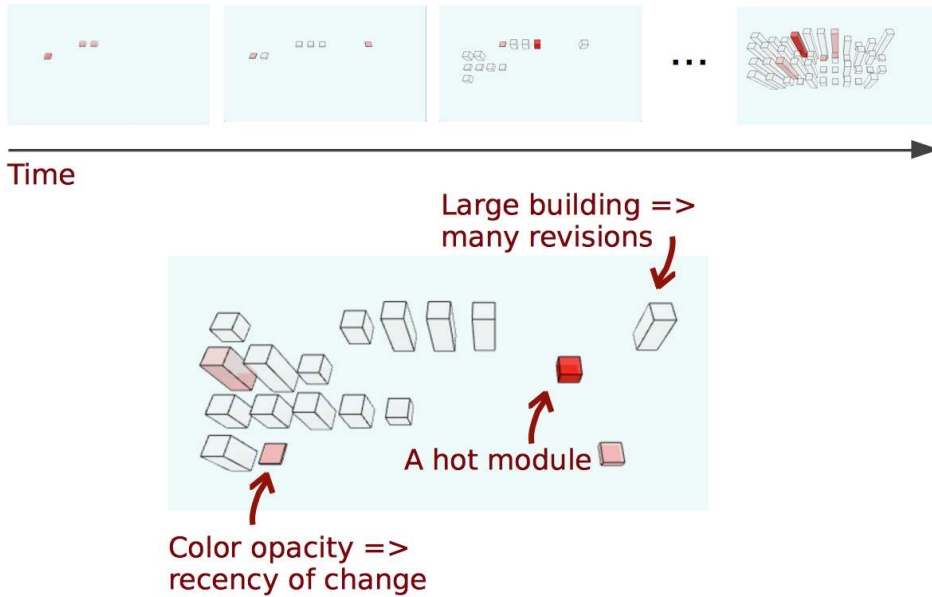 ...
Time
Large building =>
many revisions
A hot module
Color opacity =>
recency of change